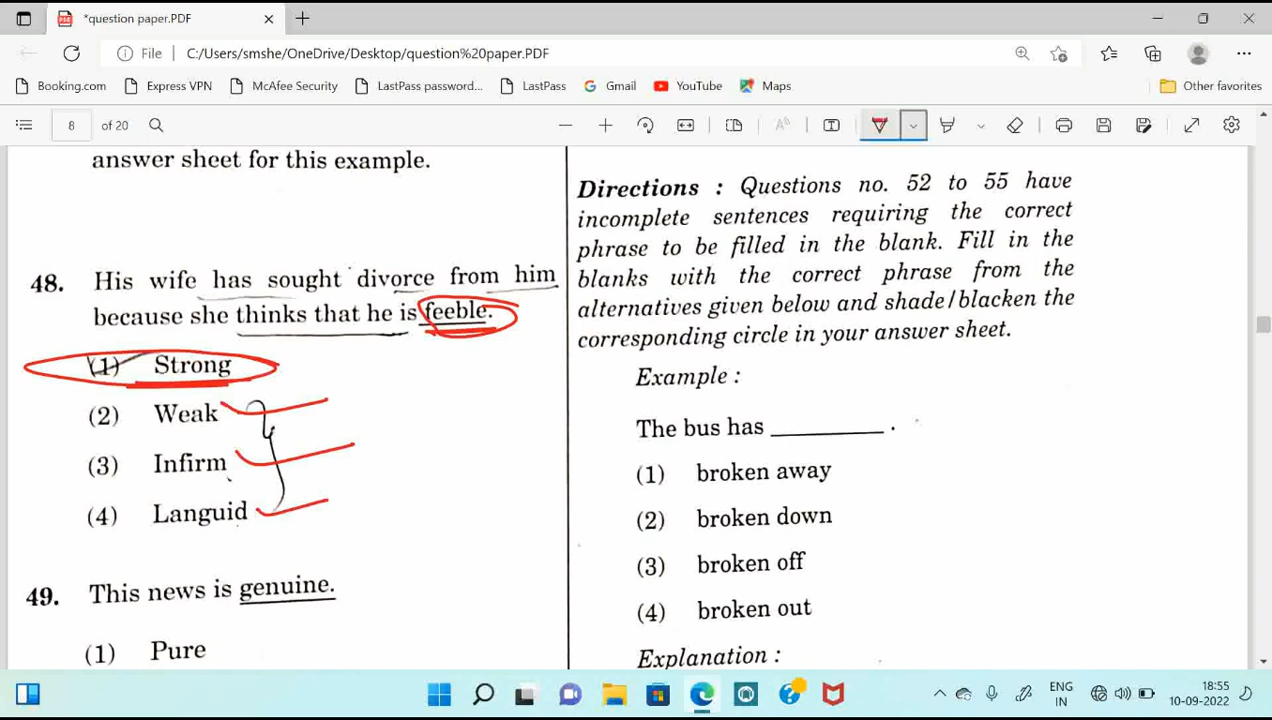 *question paper.PDF
File C:/Users/smshe/OneDrive/Desktop/question%20paper.PDF
Booking.com Express VPN McAfee Security LastPass password... LastPass Gmail YouTube Maps Other favorites
8 of 20
answer sheet for this example.
48. His wife has sought divorce from him
because she thinks that he is feeble.
(1) Strong
(2) Weak
(3) Infirm
(4) Languid
49. This news is genuine.
(1) Pure
Directions : Questions no. 52 to 55 have
incomplete sentences requiring the correct
phrase to be filled in the blank. Fill in the
blanks with the correct phrase from the
alternatives given below and shade/blacken the
corresponding circle in your answer sheet.
Example :
The bus has __________ .
(1) broken away
(2) broken down
(3) broken off
(4) broken out
Explanation :
ENG
IN
18:55
10-09-2022